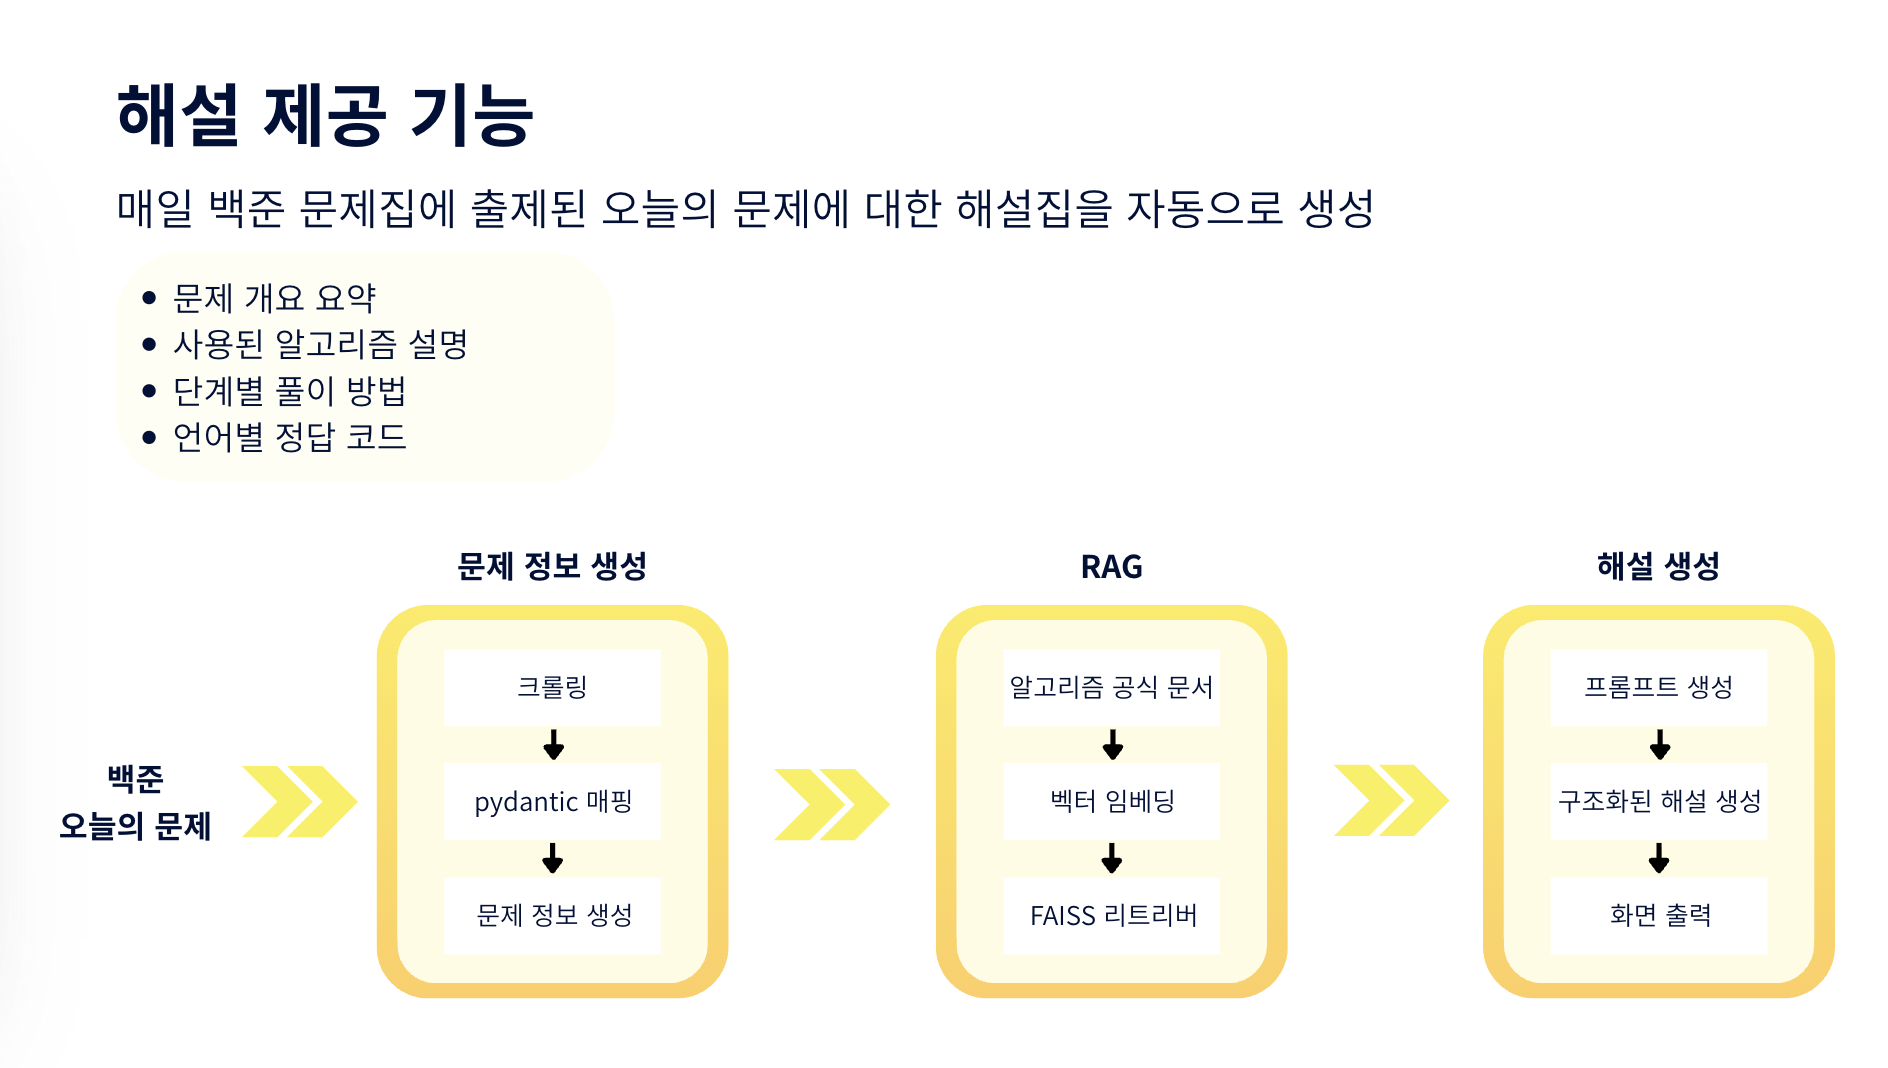 해설 제공 기능
매일 백준 문제집에 출제된 오늘의 문제에 대한 해설집을 자동으로 생성
문제 개요 요약
사용된 알고리즘 설명
단계별 풀이 방법
언어별 정답 코드
백준
오늘의 문제
문제 정보 생성
크롤링
pydantic 매핑
문제 정보 생성
RAG
알고리즘 공식 문서
벡터 임베딩
FAISS 리트리버
해설 생성
프롬프트 생성
구조화된 해설 생성
화면 출력